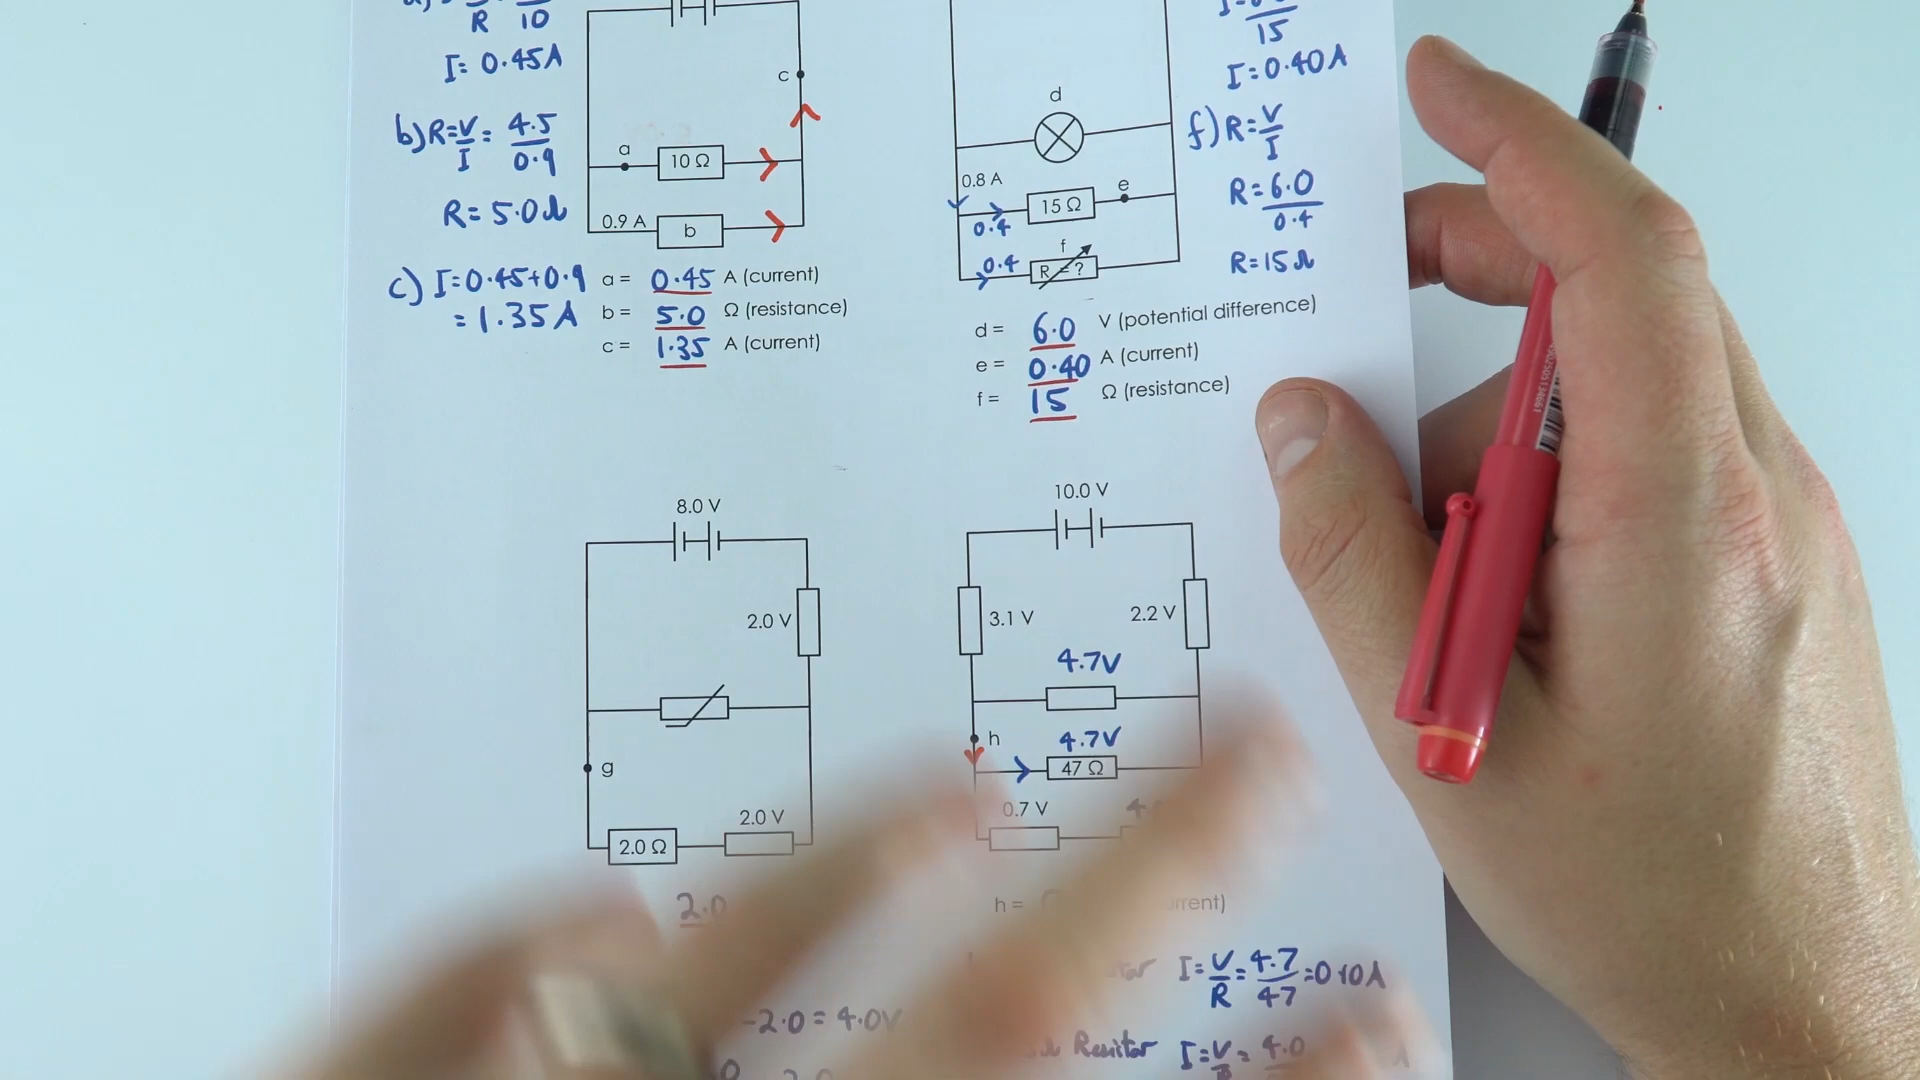 R 10
I = 0.45A
b) R = V/I = 4.5/0.9
R = 5.0Ω
c) I = 0.45+0.9
= 1.35A
c
a
10 Ω
0.9 A
b
a = 0.45 A (current)
b = 5.0 Ω (resistance)
c = 1.35 A (current)
15
I = 0.40A
f) R = V/I
R = 6.0/0.4
R = 15Ω
d
0.8 A
e
15 Ω
0.4
f
0.4
R = ?
d = 6.0 V (potential difference)
e = 0.40 A (current)
f = 15 Ω (resistance)
8.0 V
2.0 V
g
2.0 V
2.0 Ω
2.0
-2.0 = 4.0V
10.0 V
3.1 V
2.2 V
4.7V
h
4.7V
47 Ω
0.7 V
h =
I = V/R = 4.7/47 = 0.10A
Resistor I = V/R = 4.0